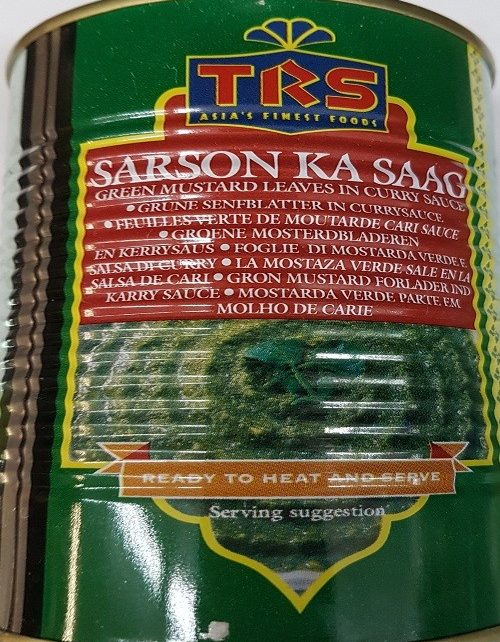 TRS
ASIA'S FINEST FOODS
SARSON KA SAAG
GREEN MUSTARD LEAVES IN CURRY SAUCE
• GRUNE SENFBLATTER IN CURRYSAUCE
• FEUILLES VERTE DE MOUTARDE CARI SAUCE
• GROENE MOSTERDBLADEREN
EN KERRYSAUS • FOGLIE DI MOSTARDA VERDE E
SALSA DI CURRY • LA MOSTAZA VERDE SALE EN LA
SALSA DE CARI • GRON MUSTARD FORLADER IND
KARRY SAUCE • MOSTARDA VERDE PARTE EM
MOLHO DE CARIE
READY TO HEAT AND SERVE
Serving suggestion